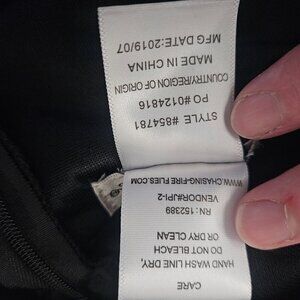 CARE
HAND WASH LINE DRY,
DO NOT BLEACH
OR DRY CLEAN
RN: 152389
VENDOR#JPI-2
WWW.CHASING-FIRE FLIES.COM
STYLE #854781
PO #0124816
COUNTRY/REGION OF ORIGIN
MADE IN CHINA
MFG DATE:2019/07